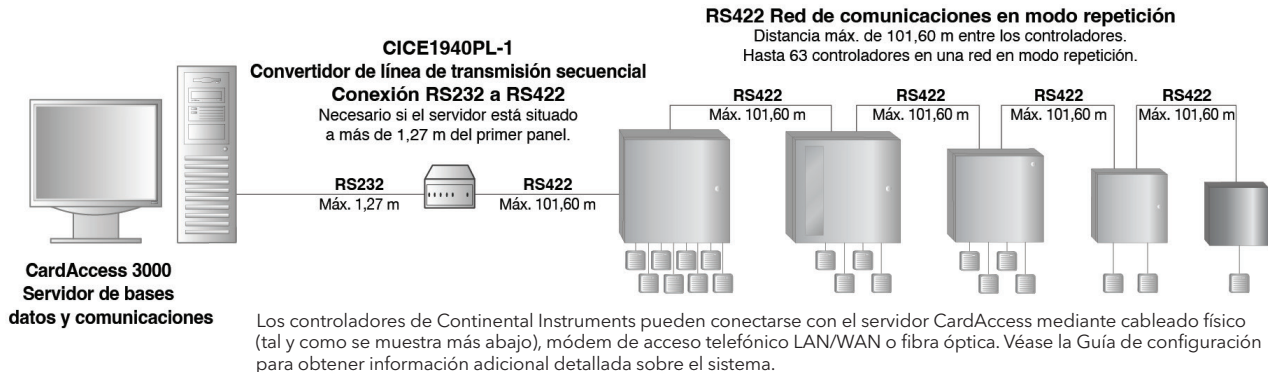 RS422 Red de comunicaciones en modo repetición
Distancia máx. de 101,60 m entre los controladores.
Hasta 63 controladores en una red en modo repetición.
CICE1940PL-1
Convertidor de línea de transmisión secuencial
Conexión RS232 a RS422
Necesario si el servidor está situado
a más de 1,27 m del primer panel.
RS422
Máx. 101,60 m
RS422
Máx. 101,60 m
RS422
Máx. 101,60 m
RS422
Máx. 101,60 m
RS232
Máx. 1,27 m
RS422
Máx. 101,60 m
CardAccess 3000
Servidor de bases
datos y comunicaciones
Los controladores de Continental Instruments pueden conectarse con el servidor CardAccess mediante cableado físico
(tal y como se muestra más abajo), módem de acceso telefónico LAN/WAN o fibra óptica. Véase la Guía de configuración
para obtener información adicional detallada sobre el sistema.